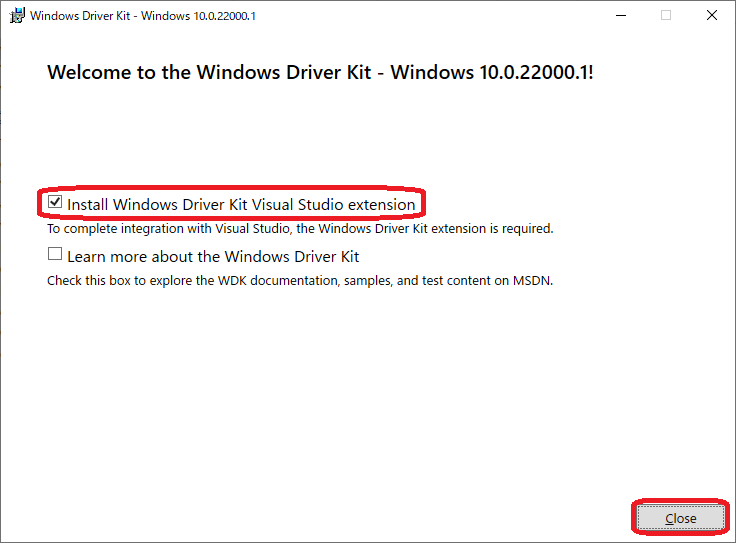 Windows Driver Kit - Windows 10.0.22000.1
Welcome to the Windows Driver Kit - Windows 10.0.22000.1!
Install Windows Driver Kit Visual Studio extension
To complete integration with Visual Studio, the Windows Driver Kit extension is required.
Learn more about the Windows Driver Kit
Check this box to explore the WDK documentation, samples, and test content on MSDN.
Close